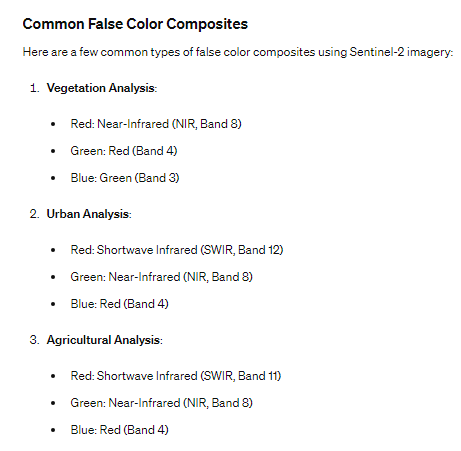 Common False Color Composites
Here are a few common types of false color composites using Sentinel-2 imagery:
1. Vegetation Analysis:
• Red: Near-Infrared (NIR, Band 8)
• Green: Red (Band 4)
• Blue: Green (Band 3)
2. Urban Analysis:
• Red: Shortwave Infrared (SWIR, Band 12)
• Green: Near-Infrared (NIR, Band 8)
• Blue: Red (Band 4)
3. Agricultural Analysis:
• Red: Shortwave Infrared (SWIR, Band 11)
• Green: Near-Infrared (NIR, Band 8)
• Blue: Red (Band 4)